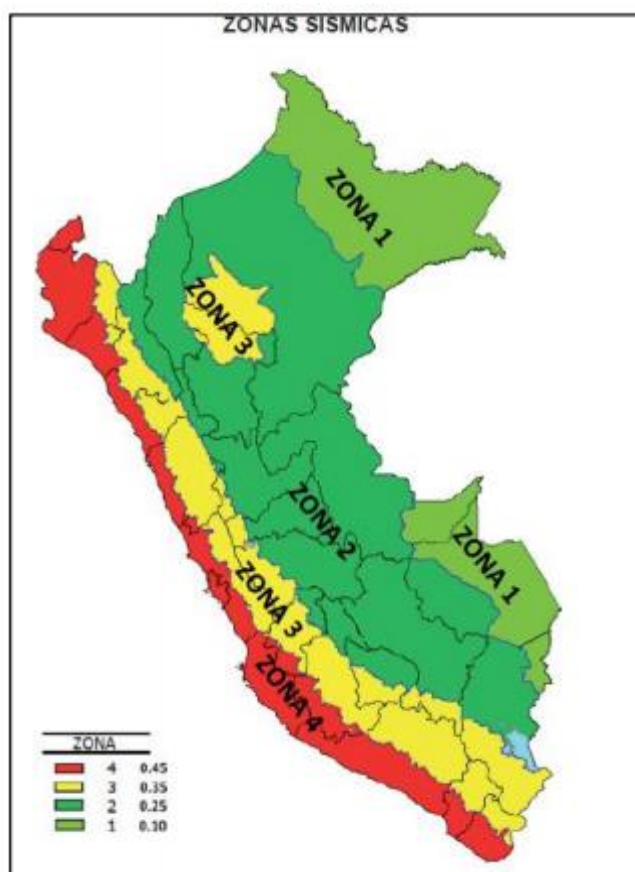 ZONAS SISMICAS
ZONA 1
ZONA 3
ZONA 2
ZONA 1
ZONA 3
ZONA 4
ZONA
4 0.45
3 0.35
2 0.25
1 0.10